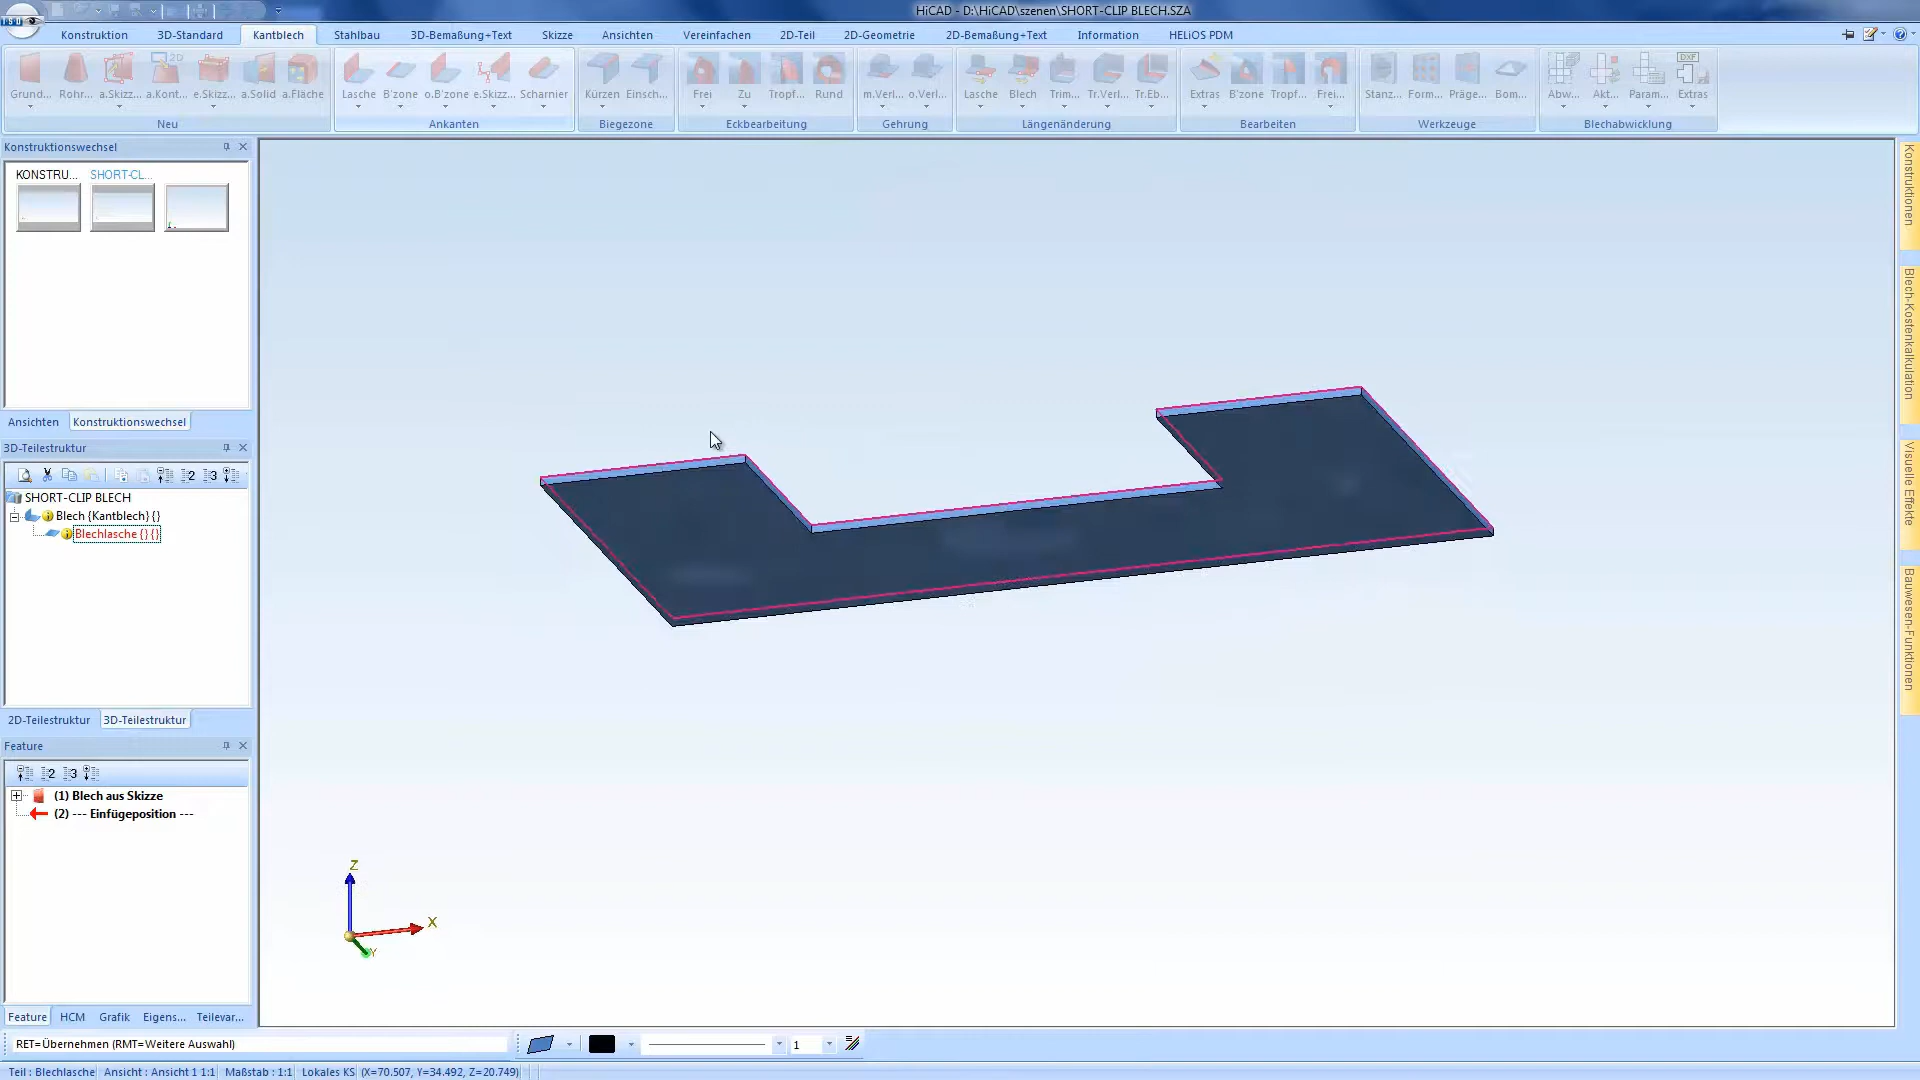 HiCAD - D:\HiCAD\szenen\SHORT-CLIP BLECH.SZA
ISD
Konstruktion 3D-Standard Kantblech Stahlbau 3D-Bemaßung+Text Skizze Ansichten Vereinfachen 2D-Teil 2D-Geometrie 2D-Bemaßung+Text Information HELiOS PDM
2D DXF
Grund... Rohr... a.Skizz... a.Kont... e.Skizz... a.Solid a.Fläche Lasche B'zone o.B'zone e.Skizz... Scharnier Kürzen Einsch... Frei Zu Tropf... Rund m.Verl... o.Verl... Lasche Blech Trim... Tr.Verl... Tr.Eb... Extras B'zone Tropf... Frei... Stanz... Form... Präge... Bom... Abw... Akt... Param... Extras
Neu Ankanten Biegezone Eckbearbeitung Gehrung Längenänderung Bearbeiten Werkzeuge Blechabwicklung
Konstruktionswechsel
KONSTRU... SHORT-CL...
Ansichten Konstruktionswechsel
3D-Teilestruktur
2 3
SHORT-CLIP BLECH
Blech {Kantblech} {}
Blechlasche {} {}
2D-Teilestruktur 3D-Teilestruktur
Feature
2 3
(1) Blech aus Skizze
(2) --- Einfügeposition ---
Feature HCM Grafik Eigens... Teilevar...
Z
X
Y
Konstruktionen
Blech-Kostenkalkulation
Visuelle Effekte
Bauwesen-Funktionen
RET=Übernehmen (RMT=Weitere Auswahl)
1
Teil : Blechlasche Ansicht : Ansicht 1 1:1 Maßstab : 1:1 Lokales KS (X=70.507, Y=34.492, Z=20.749)